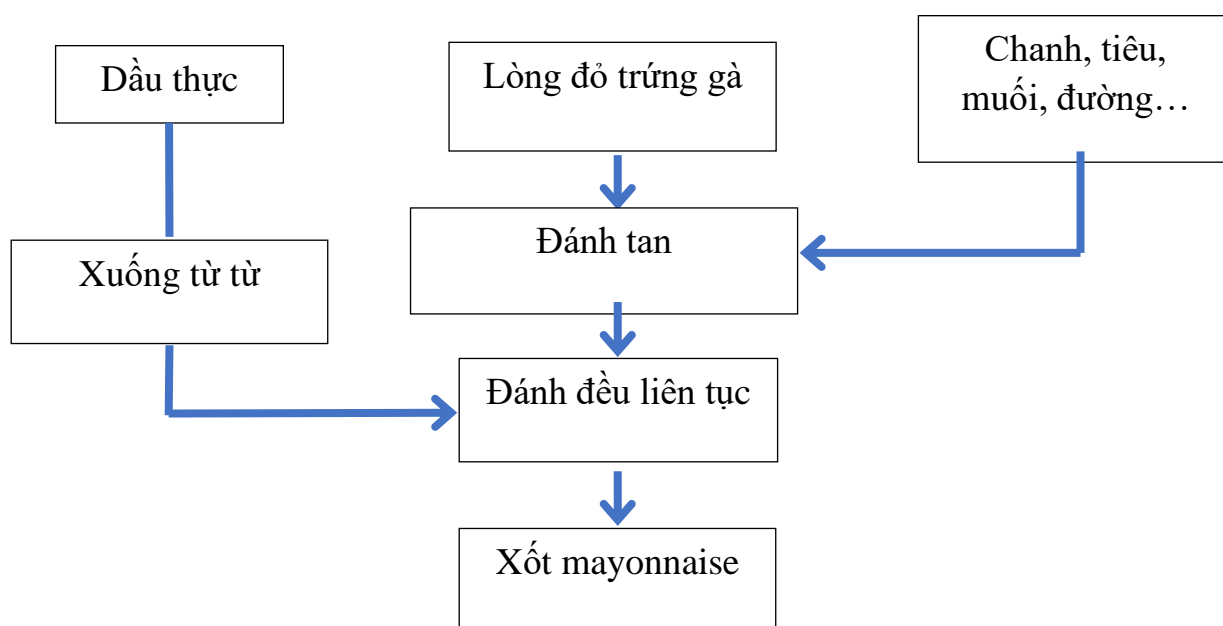 Dầu thực
Lòng đỏ trứng gà
Chanh, tiêu,
muối, đường…
Đánh tan
Xuống từ từ
Đánh đều liên tục
Xốt mayonnaise